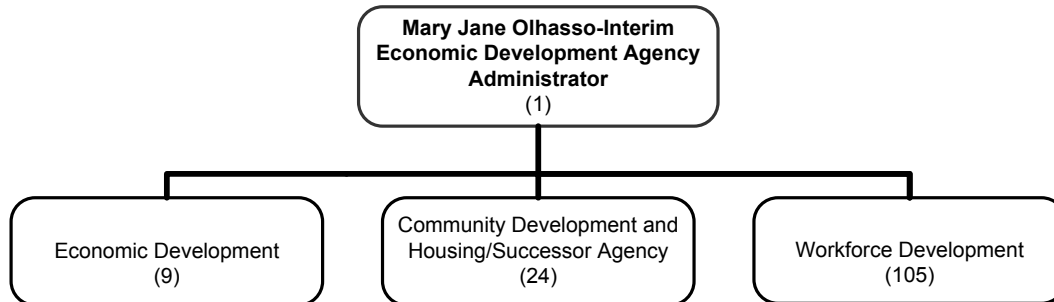 Mary Jane Olhasso-Interim
Economic Development Agency
Administrator
(1)
Economic Development
(9)
Community Development and
Housing/Successor Agency
(24)
Workforce Development
(105)